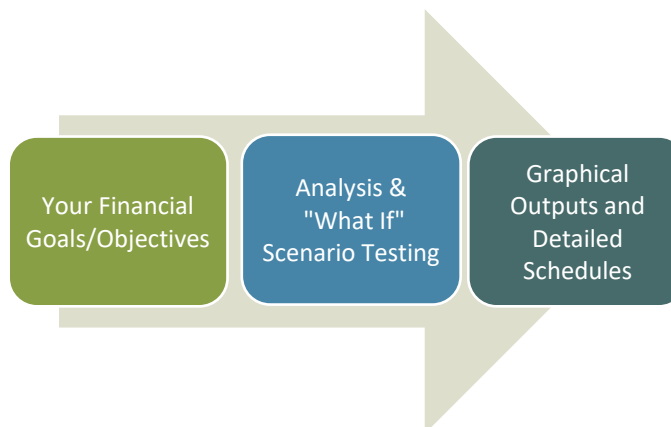 Your Financial
Goals/Objectives
Analysis &
"What If"
Scenario Testing
Graphical
Outputs and
Detailed
Schedules